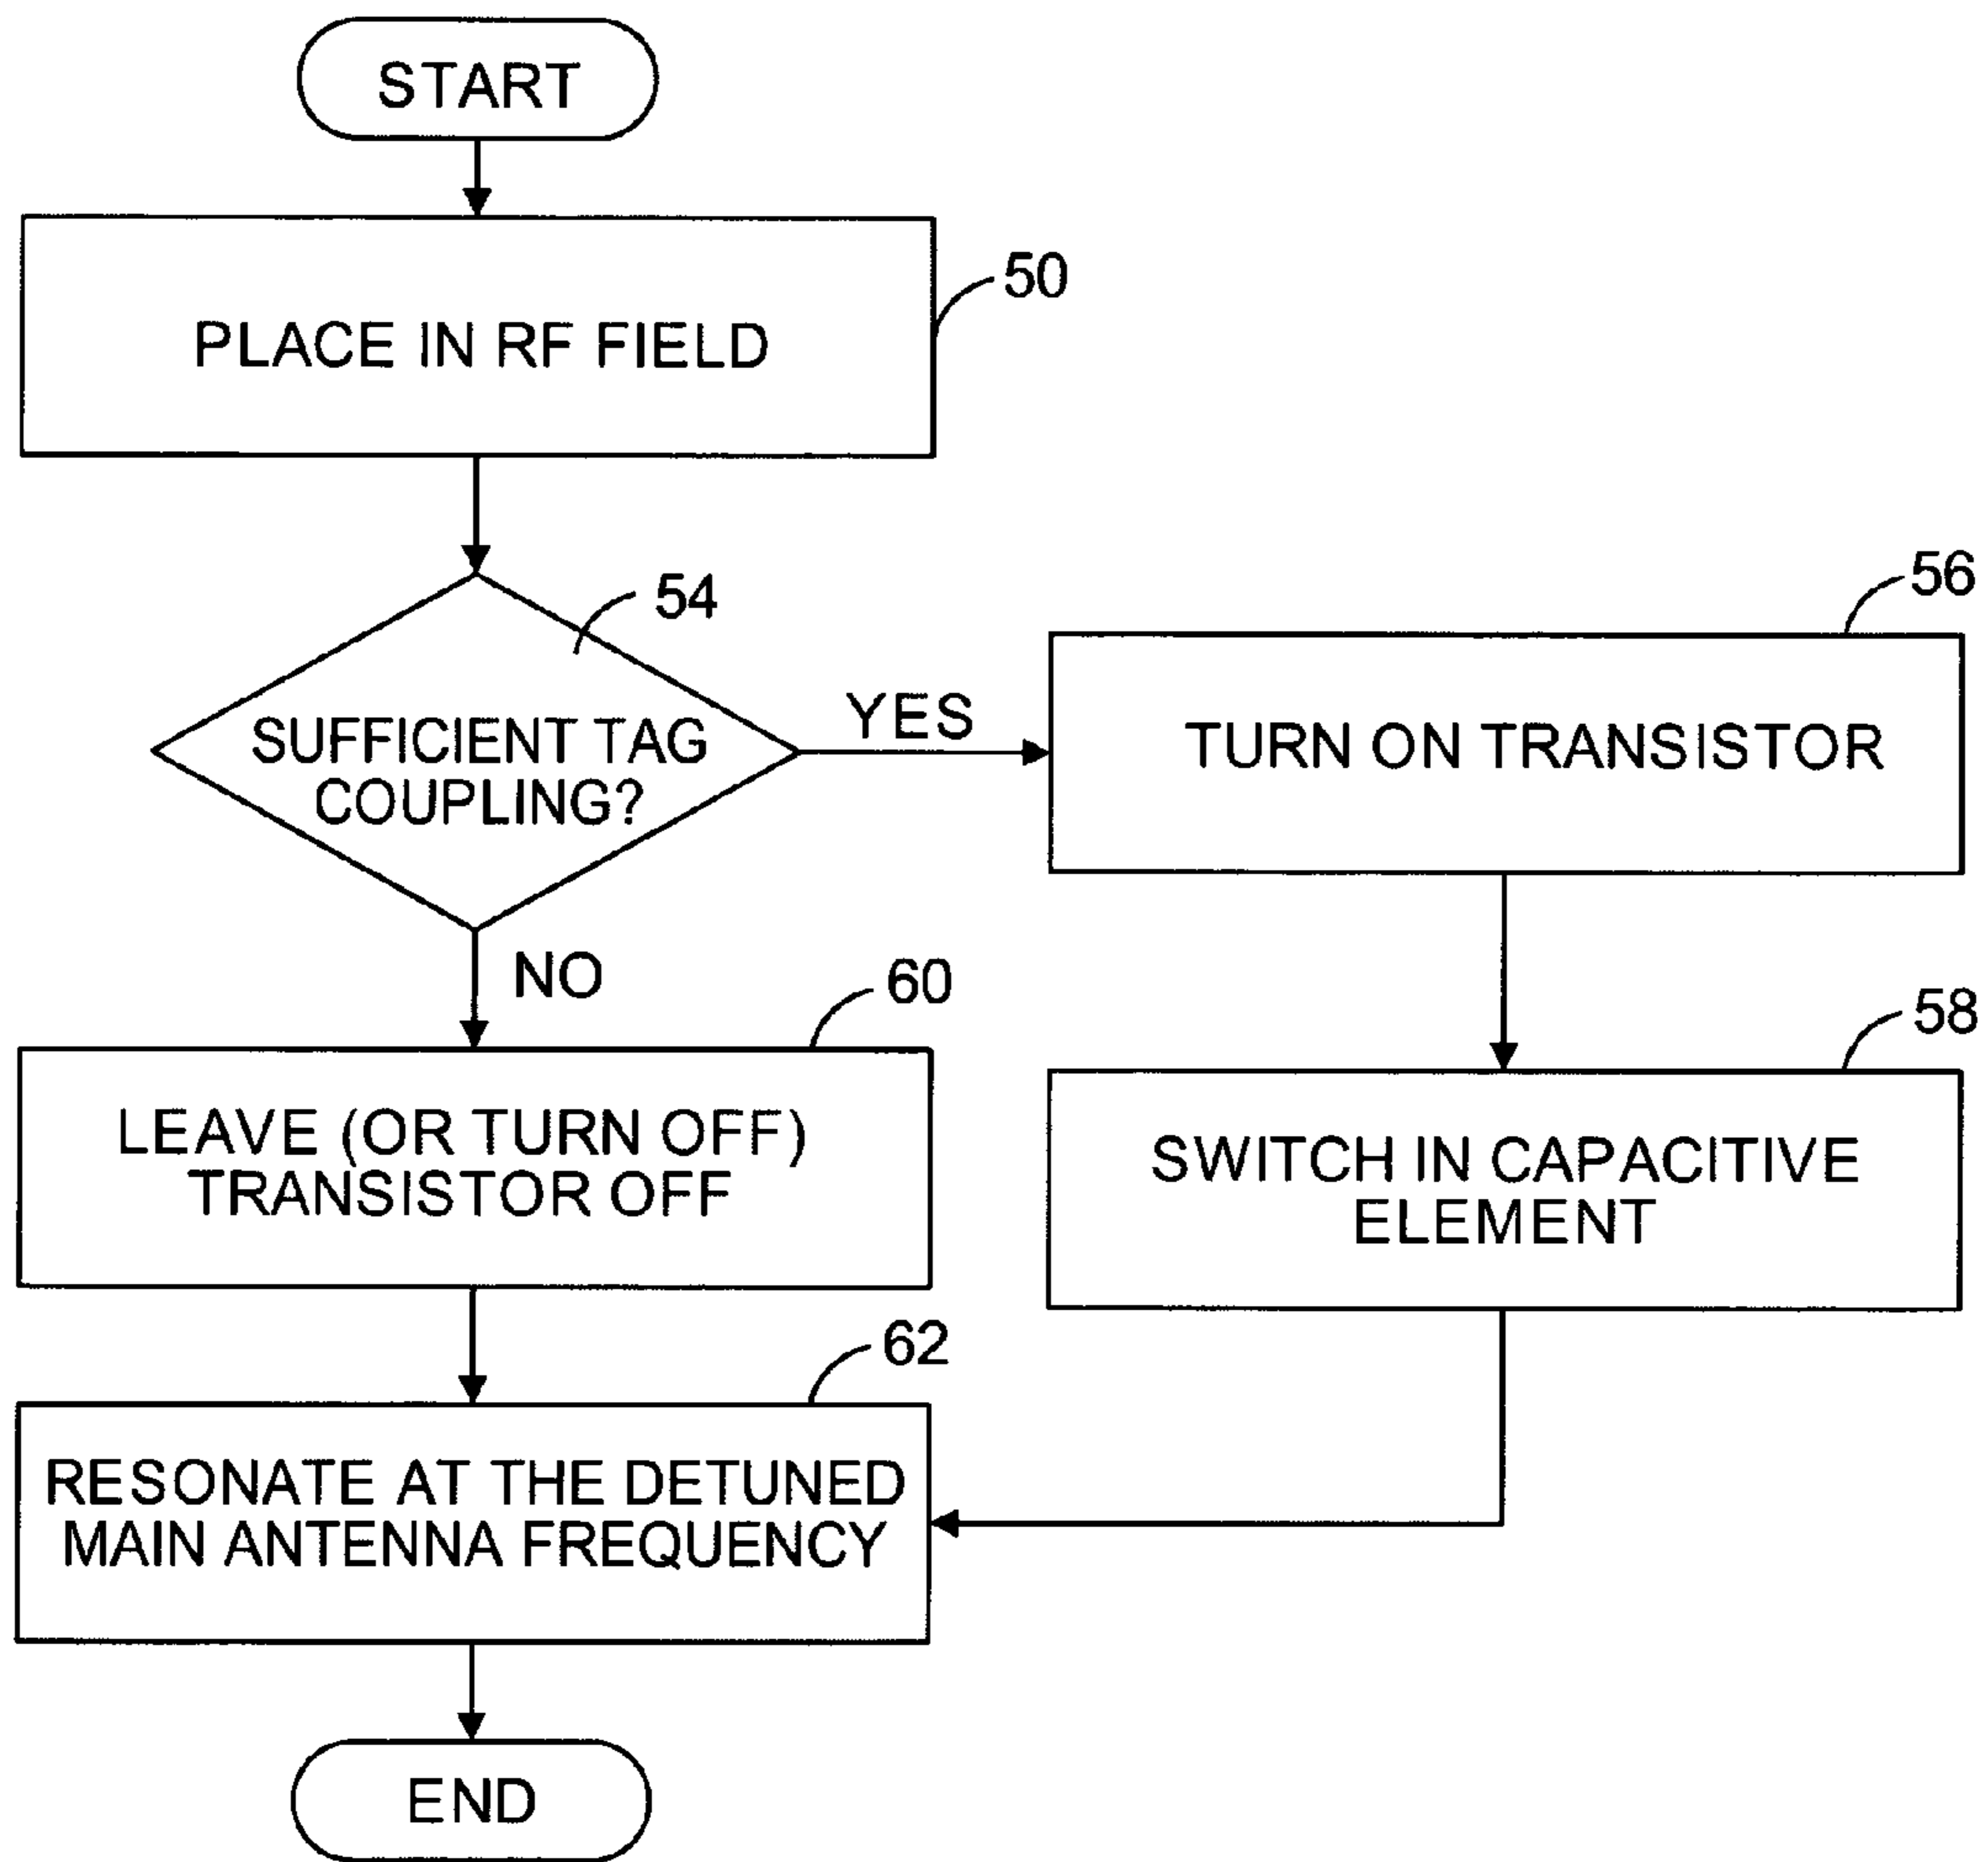 START
PLACE IN RF FIELD
50
54
SUFFICIENT TAG
COUPLING?
YES
56
TURN ON TRANSISTOR
NO
60
LEAVE (OR TURN OFF)
TRANSISTOR OFF
58
SWITCH IN CAPACITIVE
ELEMENT
62
RESONATE AT THE DETUNED
MAIN ANTENNA FREQUENCY
END